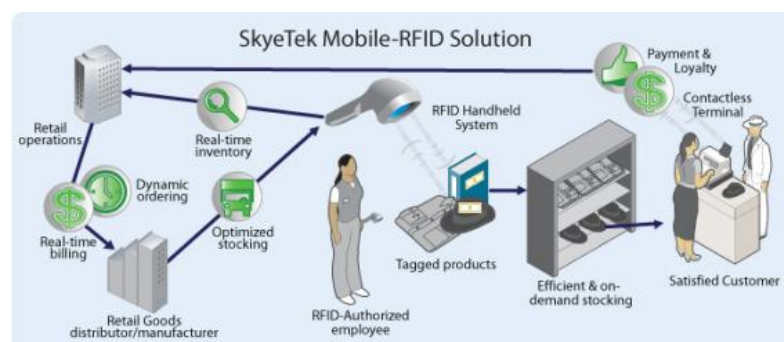 SkyeTek Mobile-RFID Solution
Payment &
Loyalty
Contactless
Terminal
RFID Handheld
System
Retail
operations
Real-time
inventory
Dynamic
ordering
Real-time
billing
Optimized
stocking
Tagged products
Efficient & on-
demand stocking
Satisfied Customer
Retail Goods
distributor/manufacturer
RFID-Authorized
employee